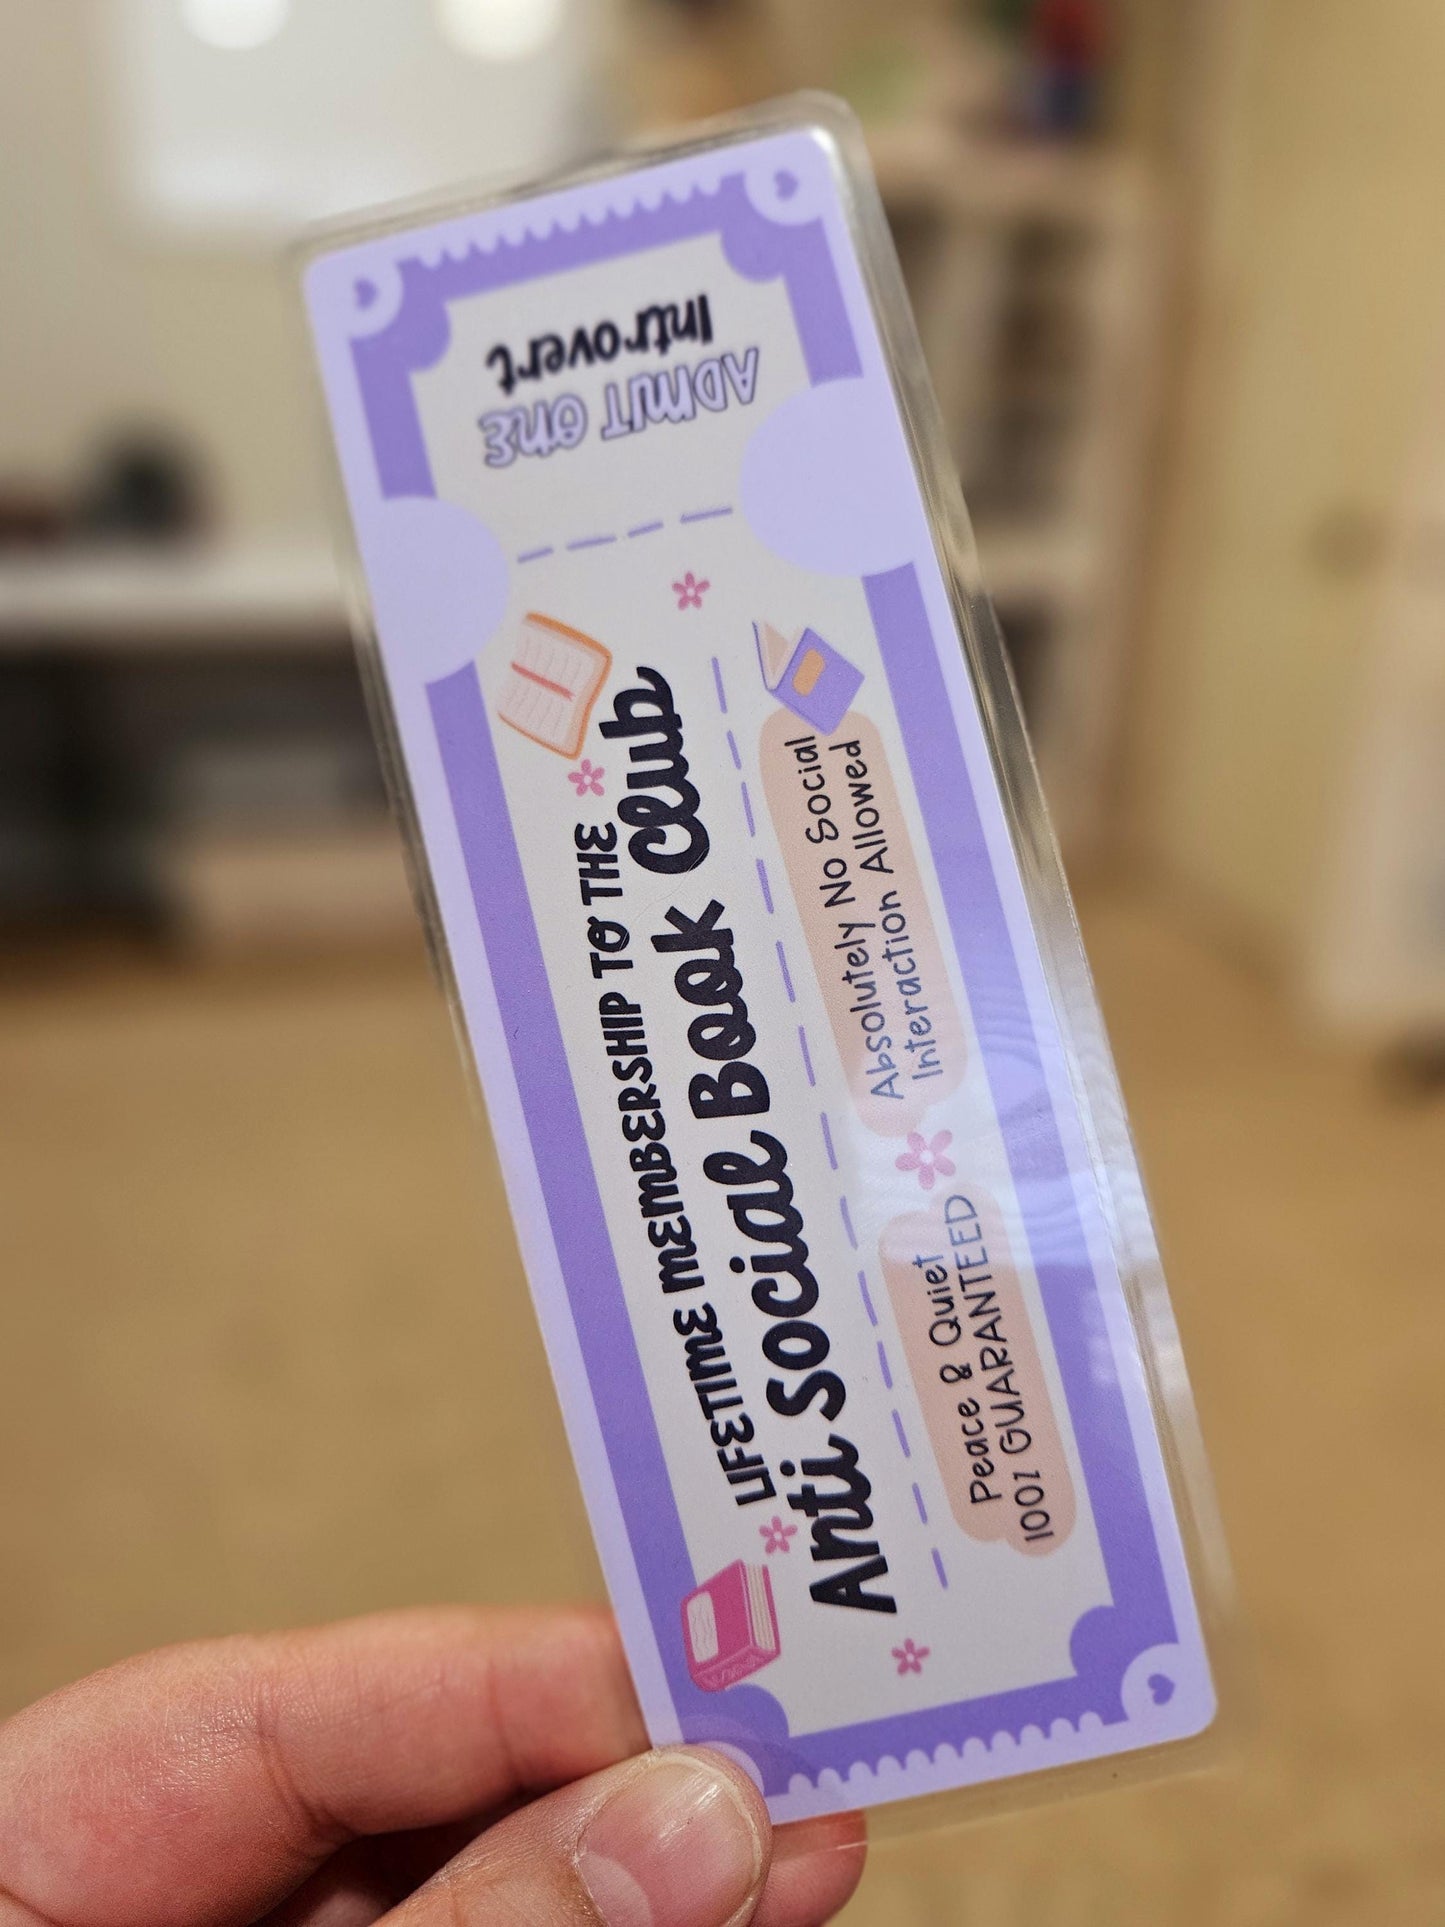 LIFETIME MEMBERSHIP TO THE
Anti Social Book Club
Absolutely No Social
Interaction Allowed
Peace & Quiet
100% GUARANTEED
ADMIT ONE
Introvert